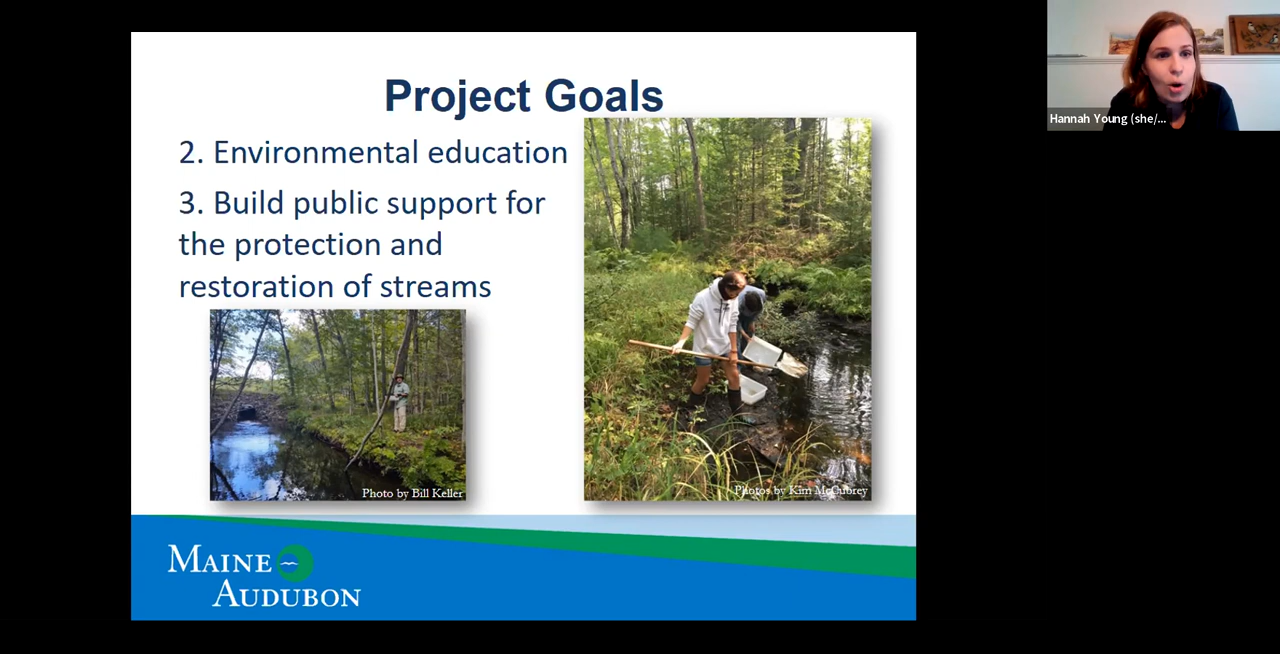 Project Goals
2. Environmental education
3. Build public support for
the protection and
restoration of streams
Photo by Bill Keller
Photos by Kim McCubrey
MAINE
AUDUBON
Hannah Young (she/...